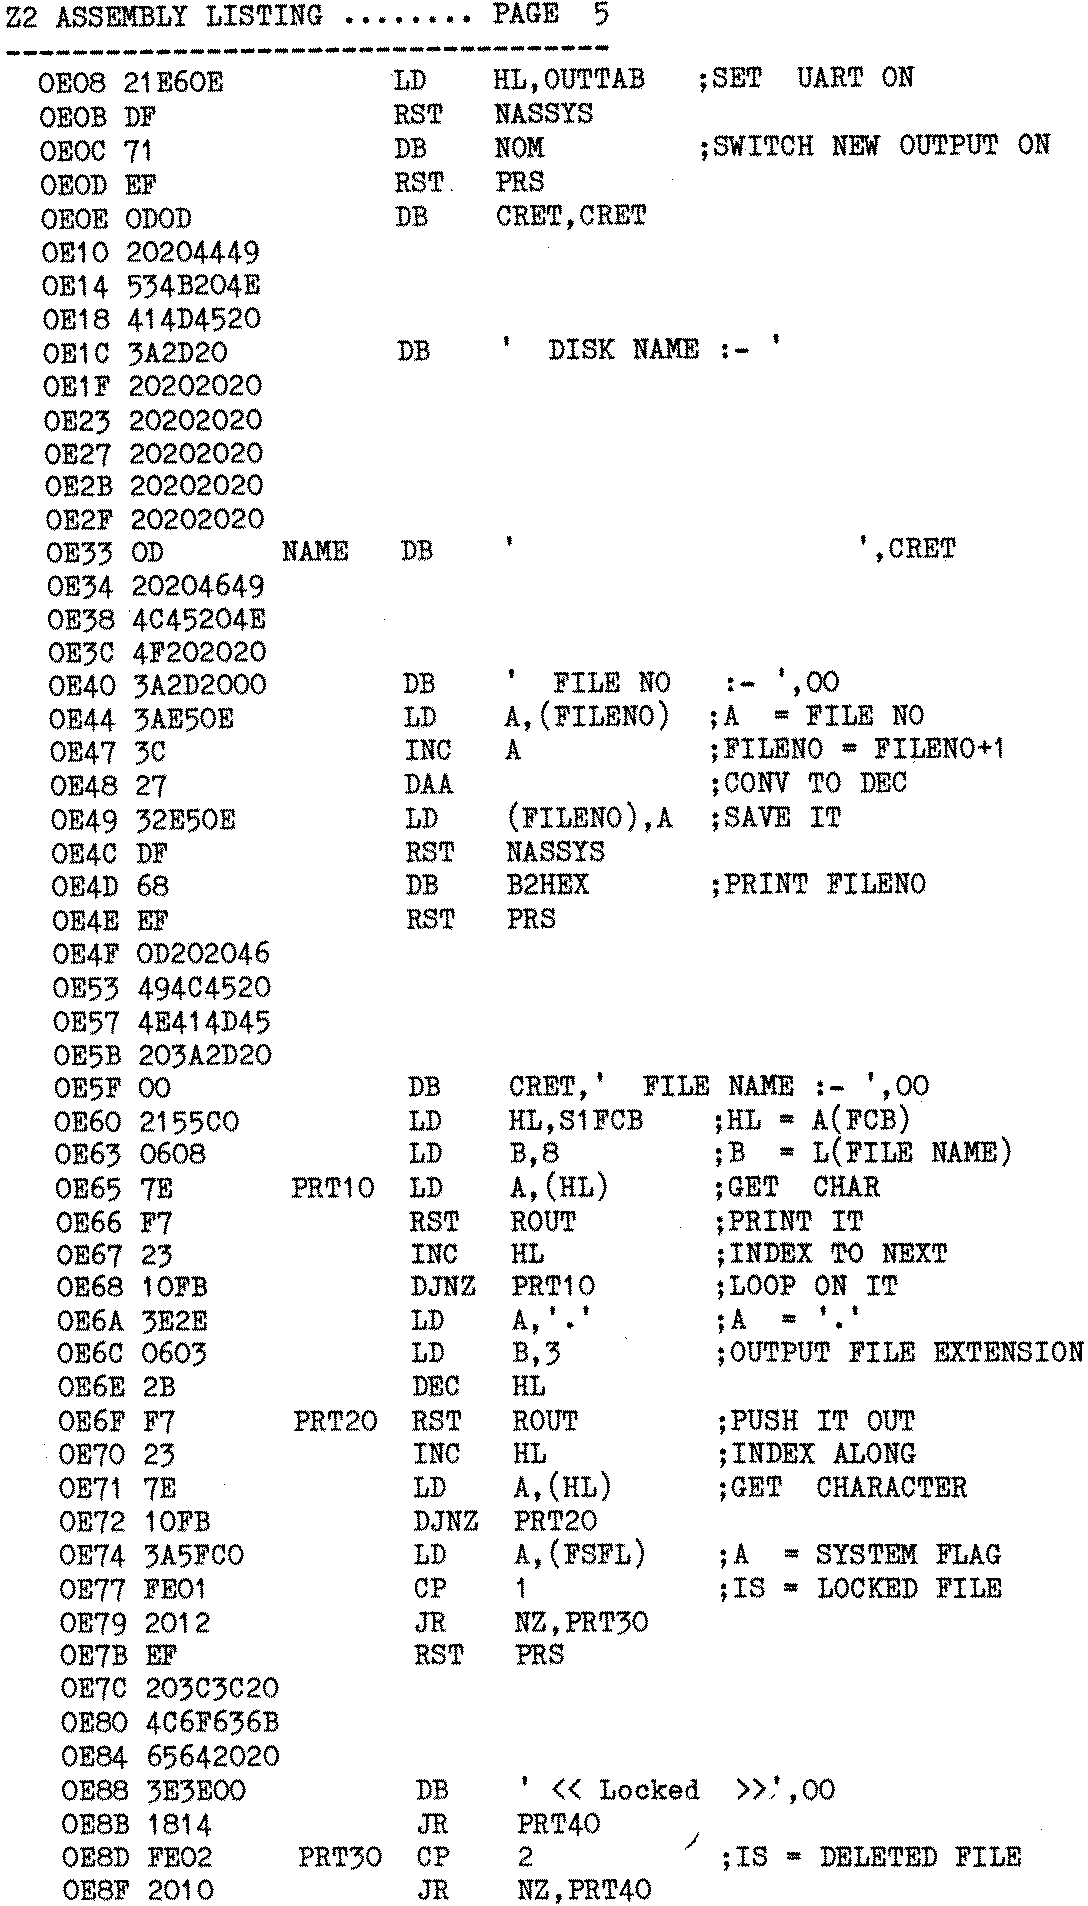 Z2 ASSEMBLY LISTING ........ PAGE  5
------------------------------------
0E08 21E60E          LD    HL,OUTTAB   ;SET  UART ON
0E0B DF              RST   NASSYS
0E0C 71              DB    NOM         ;SWITCH NEW OUTPUT ON
0E0D EF              RST   PRS
0E0E 0D0D            DB    CRET,CRET
0E10 20204449
0E14 534B204E
0E18 414D4520
0E1C 3A2D20          DB    '  DISK NAME :- '
0E1F 20202020
0E23 20202020
0E27 20202020
0E2B 20202020
0E2F 20202020
0E33 0D       NAME   DB    '                    ',CRET
0E34 20204649
0E38 4C45204E
0E3C 4F202020
0E40 3A2D2000        DB    '  FILE NO   :- ',00
0E44 3AE50E          LD    A,(FILENO)  ;A  = FILE NO
0E47 3C              INC   A           ;FILENO = FILENO+1
0E48 27              DAA               ;CONV TO DEC
0E49 32E50E          LD    (FILENO),A  ;SAVE IT
0E4C DF              RST   NASSYS
0E4D 68              DB    B2HEX       ;PRINT FILENO
0E4E EF              RST   PRS
0E4F 0D202046
0E53 494C4520
0E57 4E414D45
0E5B 203A2D20
0E5F 00              DB    CRET,'  FILE NAME :- ',00
0E60 2155C0          LD    HL,S1FCB    ;HL = A(FCB)
0E63 0608            LD    B,8         ;B  = L(FILE NAME)
0E65 7E       PRT10  LD    A,(HL)      ;GET  CHAR
0E66 F7              RST   ROUT        ;PRINT IT
0E67 23              INC   HL          ;INDEX TO NEXT
0E68 10FB            DJNZ  PRT10       ;LOOP ON IT
0E6A 3E2E            LD    A,'.'       ;A  = '.'
0E6C 0603            LD    B,3         ;OUTPUT FILE EXTENSION
0E6E 2B              DEC   HL
0E6F F7       PRT20  RST   ROUT        ;PUSH IT OUT
0E70 23              INC   HL          ;INDEX ALONG
0E71 7E              LD    A,(HL)      ;GET  CHARACTER
0E72 10FB            DJNZ  PRT20
0E74 3A5FC0          LD    A,(FSFL)    ;A  = SYSTEM FLAG
0E77 FE01            CP    1           ;IS = LOCKED FILE
0E79 2012            JR    NZ,PRT30
0E7B EF              RST   PRS
0E7C 203C3C20
0E80 4C6F636B
0E84 65642020
0E88 3E3E00          DB    ' << Locked  >>',00
0E8B 1814            JR    PRT40
0E8D FE02     PRT30  CP    2           ;IS = DELETED FILE
0E8F 2010            JR    NZ,PRT40